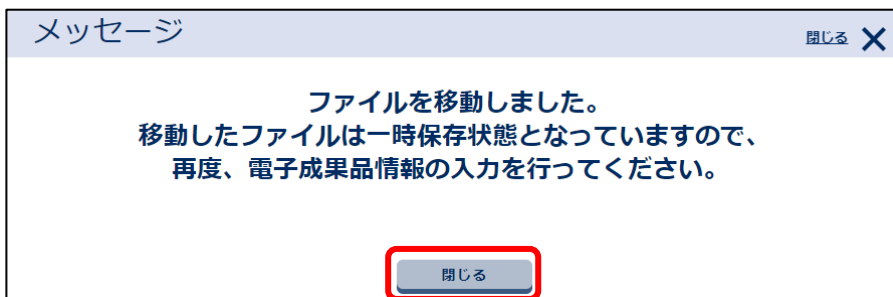 メッセージ
閉じる
ファイルを移動しました。
移動したファイルは一時保存状態となっていますので、
再度、電子成果品情報の入力を行ってください。
閉じる